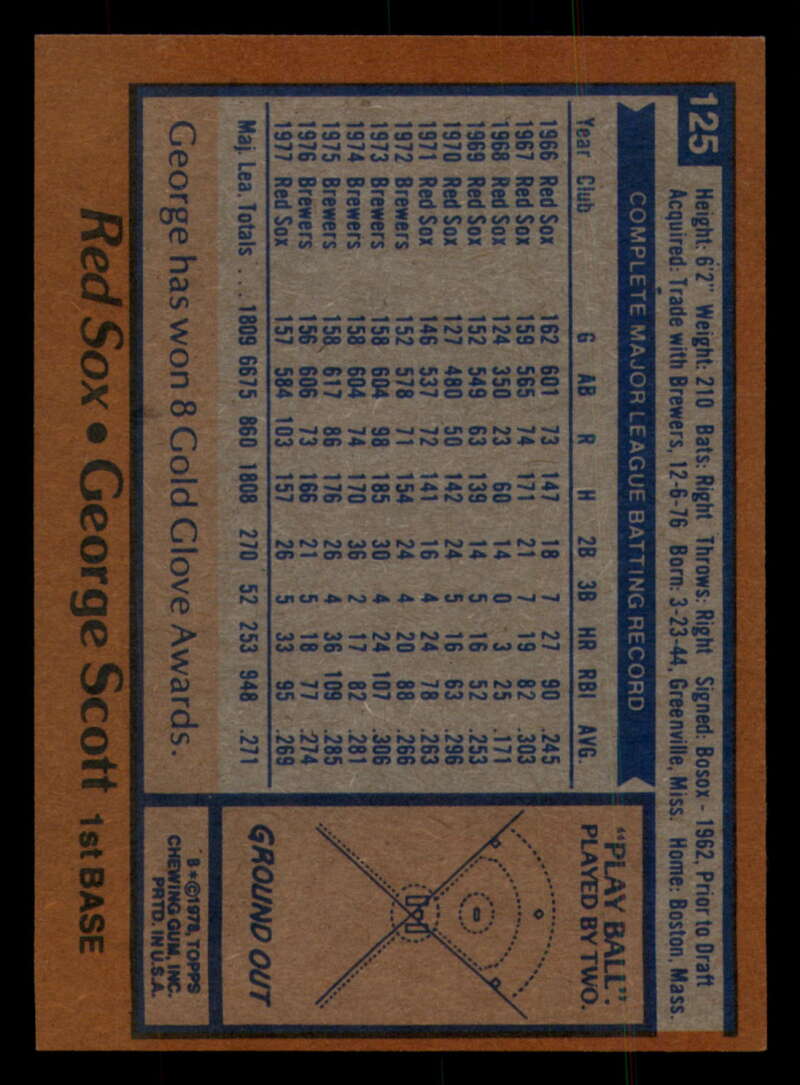 125
Height: 6'2" Weight: 210 Bats: Right Throws: Right Signed: Bosox - 1962, Prior to Draft
Acquired: Trade with Brewers, 12-6-76 Born: 3-23-44, Greenville, Miss. Home: Boston, Mass.
COMPLETE MAJOR LEAGUE BATTING RECORD
Year Club G AB R H 2B 3B HR RBI AVG.
1966 Red Sox 162 601 73 147 18 7 27 90 .245
1967 Red Sox 159 565 74 171 21 7 19 82 .303
1968 Red Sox 124 350 23 60 14 0 3 25 .171
1969 Red Sox 152 549 63 139 14 5 16 52 .253
1970 Red Sox 127 480 50 142 24 5 16 63 .296
1971 Red Sox 146 537 72 141 16 4 24 78 .263
1972 Brewers 152 578 71 154 24 4 20 88 .266
1973 Brewers 158 604 98 185 30 4 24 107 .306
1974 Brewers 158 604 74 170 36 2 17 82 .281
1975 Brewers 158 617 86 176 26 4 36 109 .285
1976 Brewers 156 606 73 166 21 5 18 77 .274
1977 Red Sox 157 584 103 157 26 5 33 95 .269
Maj. Lea. Totals ... 1809 6675 860 1808 270 52 253 948 .271
George has won 8 Gold Glove Awards.
"PLAY BALL":
PLAYED BY TWO.
GROUND OUT
B*©1978, TOPPS
CHEWING GUM, INC.
PRTD. IN U.S.A.
Red Sox • George Scott 1st BASE